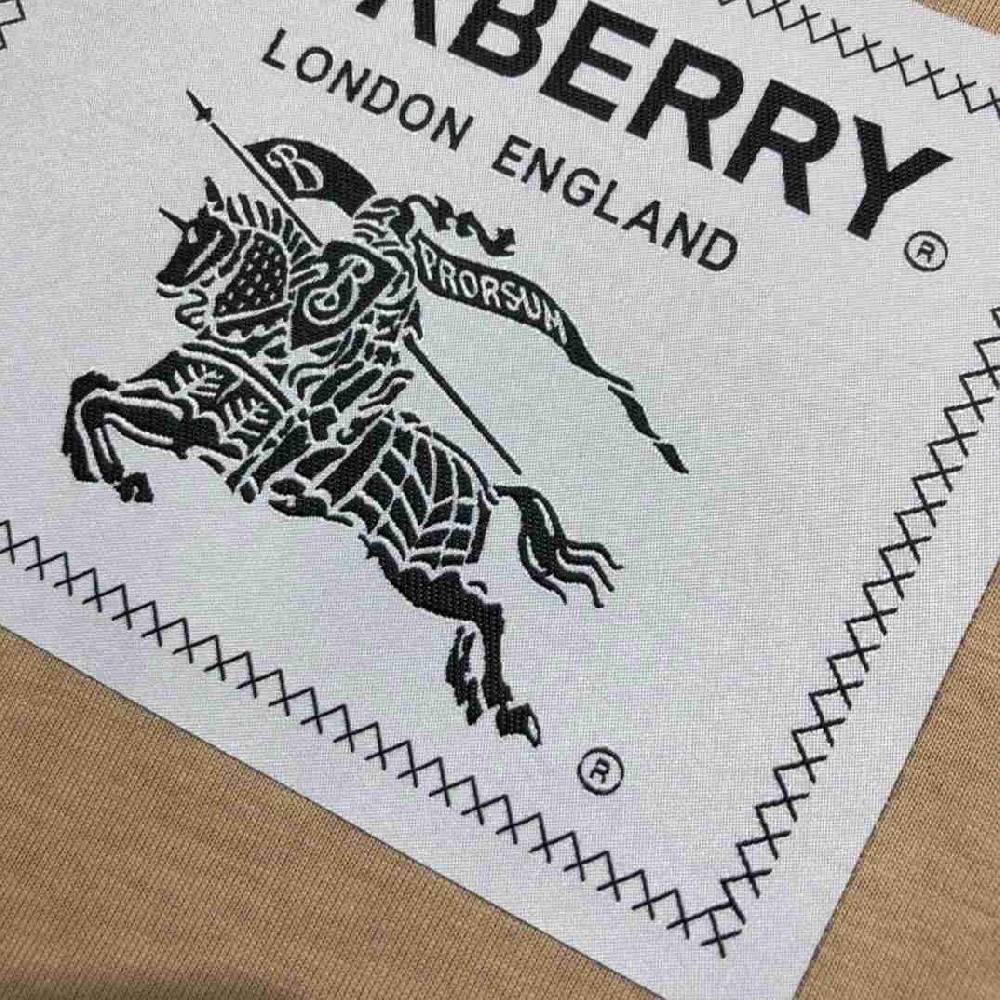 RBERRY ®
LONDON ENGLAND
B
B
PRORSUM
®